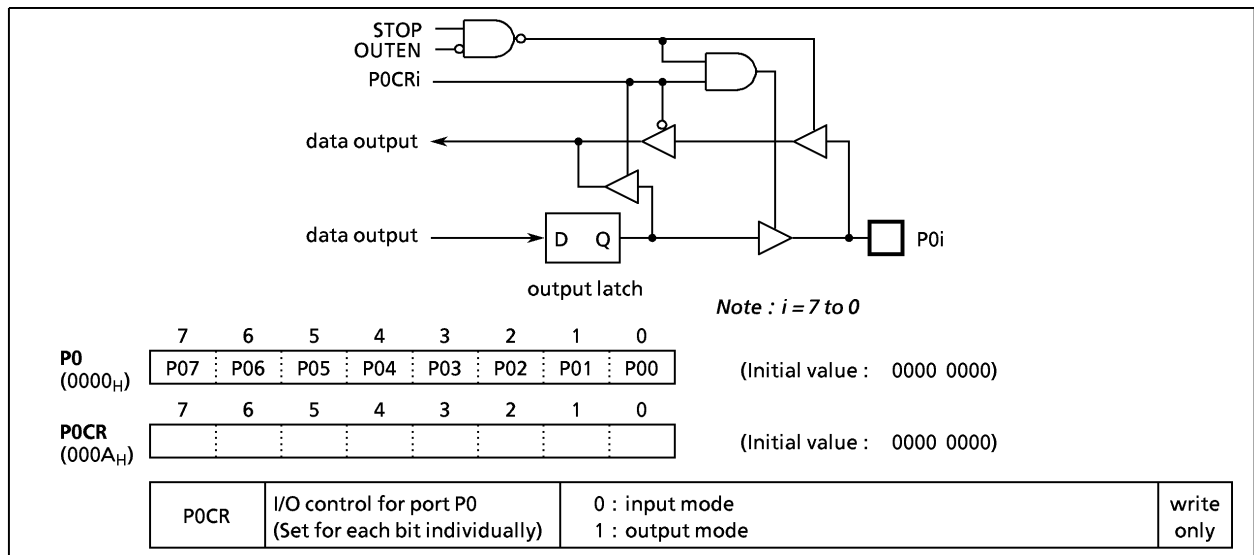 STOP
OUTEN
P0CRi
data output
data output
D Q
P0i
output latch
Note : i = 7 to 0
7 6 5 4 3 2 1 0
P0
(0000H)
P07 P06 P05 P04 P03 P02 P01 P00
(Initial value : 0000 0000)
7 6 5 4 3 2 1 0
P0CR
(000AH)
(Initial value : 0000 0000)
P0CR
I/O control for port P0
(Set for each bit individually)
0 : input mode
1 : output mode
write
only